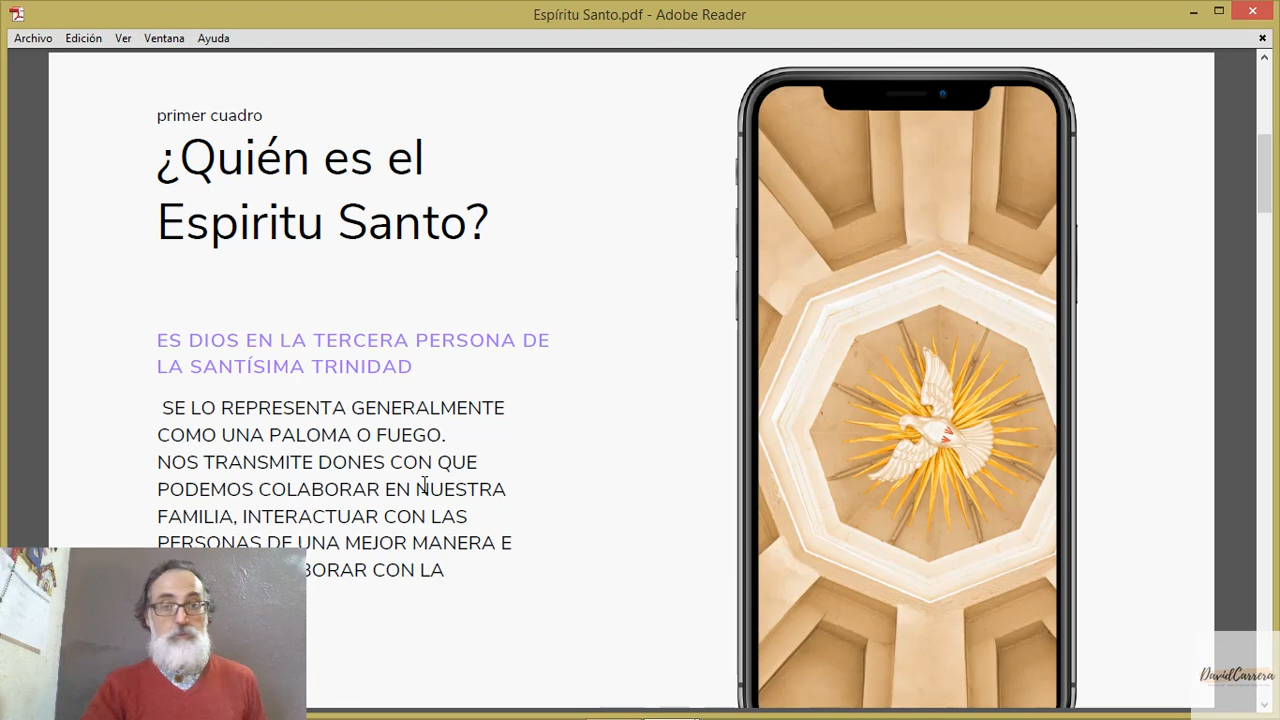 Espíritu Santo.pdf - Adobe Reader
Archivo Edición Ver Ventana Ayuda
primer cuadro
¿Quién es el
Espiritu Santo?
ES DIOS EN LA TERCERA PERSONA DE
LA SANTÍSIMA TRINIDAD
SE LO REPRESENTA GENERALMENTE
COMO UNA PALOMA O FUEGO.
NOS TRANSMITE DONES CON QUE
PODEMOS COLABORAR EN NUESTRA
FAMILIA, INTERACTUAR CON LAS
PERSONAS DE UNA MEJOR MANERA E
BORAR CON LA
DavidCarrera